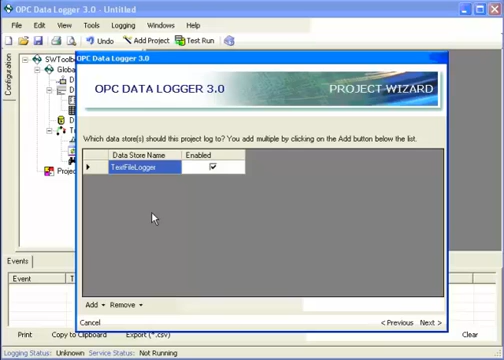 OPC Data Logger 3.0 - Untitled
File Edit View Tools Logging Windows Help
Undo Add Project Test Run
Configuration
SWToolb
Globa
D
D
T
Projec
OPC Data Logger 3.0
OPC DATA LOGGER 3.0 PROJECT WIZARD
Which data store(s) should this project log to? You add multiple by clicking on the Add button below the list.
Data Store Name Enabled
TextFileLogger
Add Remove
Cancel <Previous Next >
Events
Event T
Print Copy to Clipboard Export (*.csv) Clear
Logging Status: Unknown Service Status: Not Running